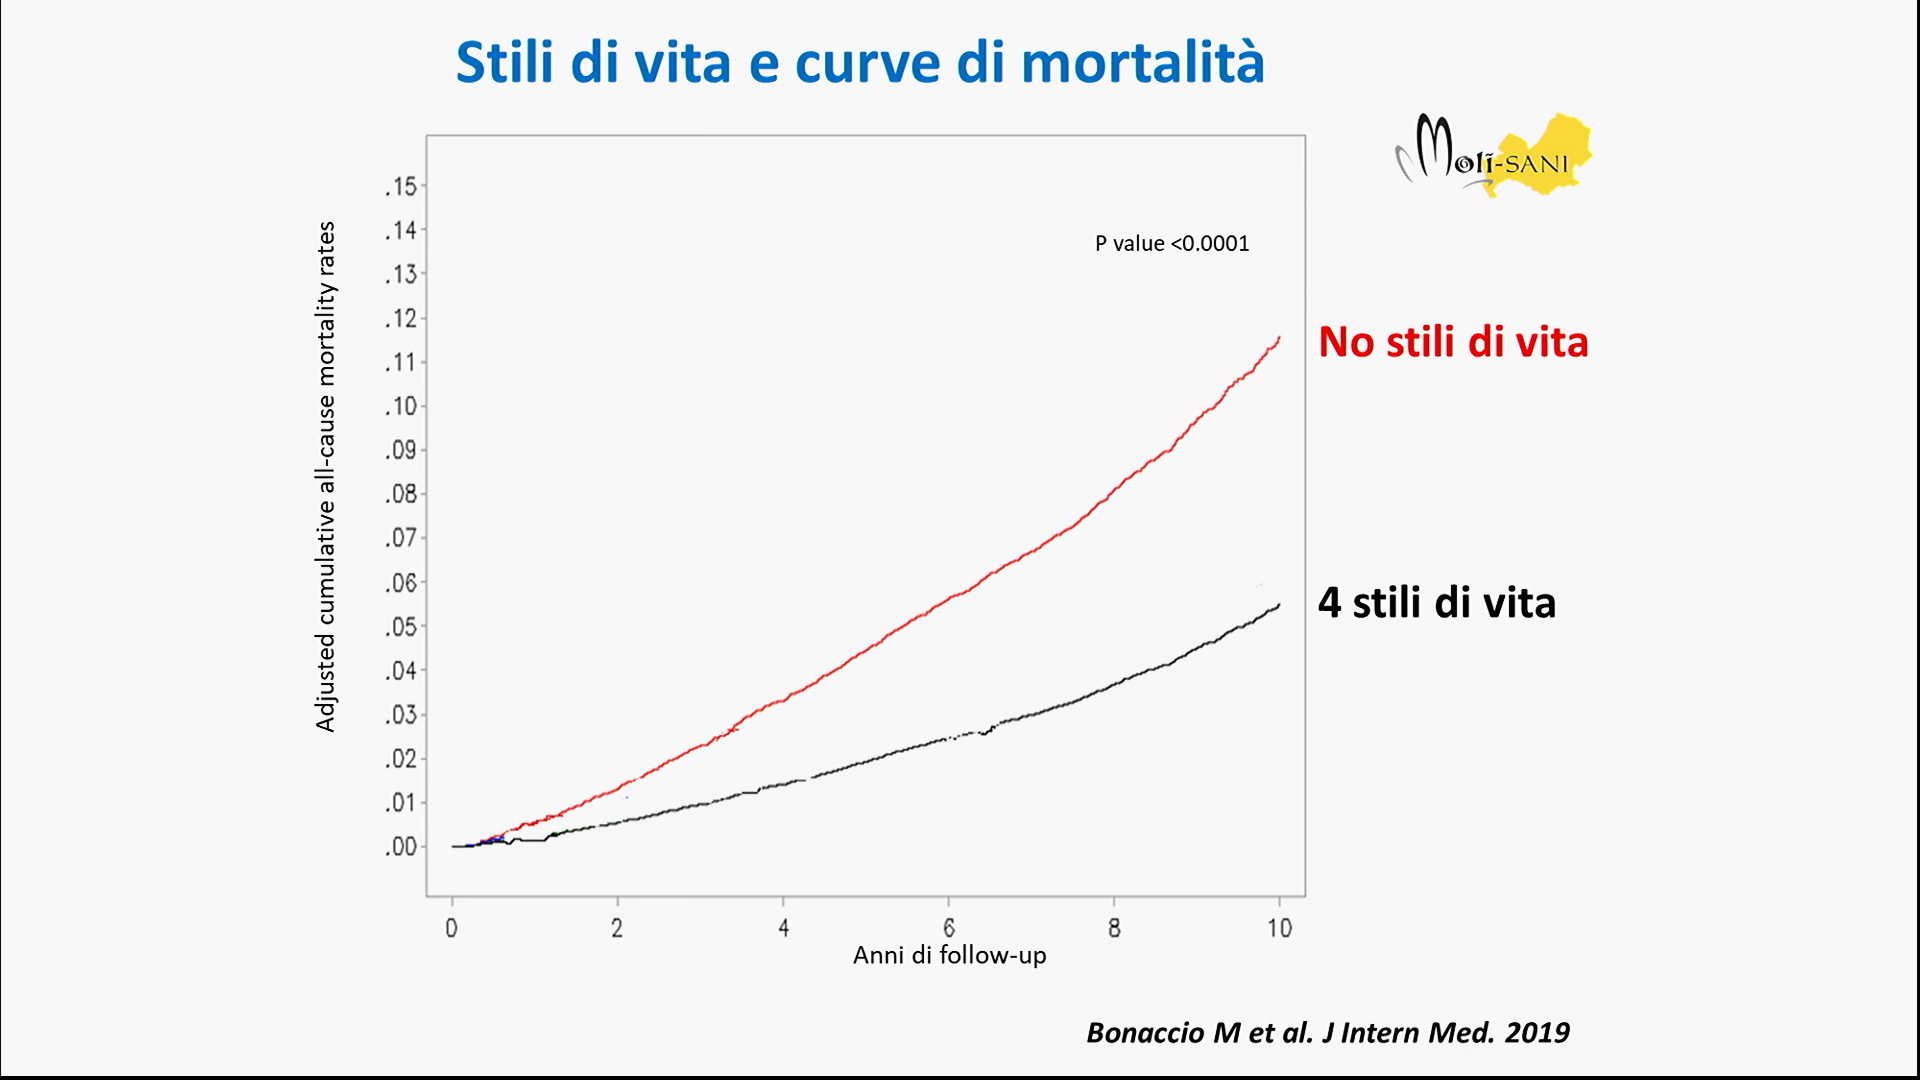 Stili di vita e curve di mortalità
Moli-SANI
Adjusted cumulative all-cause mortality rates
.15
.14
.13
.12
.11
.10
.09
.08
.07
.06
.05
.04
.03
.02
.01
.00
P value <0.0001
No stili di vita
4 stili di vita
0 2 4 6 8 10
Anni di follow-up
Bonaccio M et al. J Intern Med. 2019